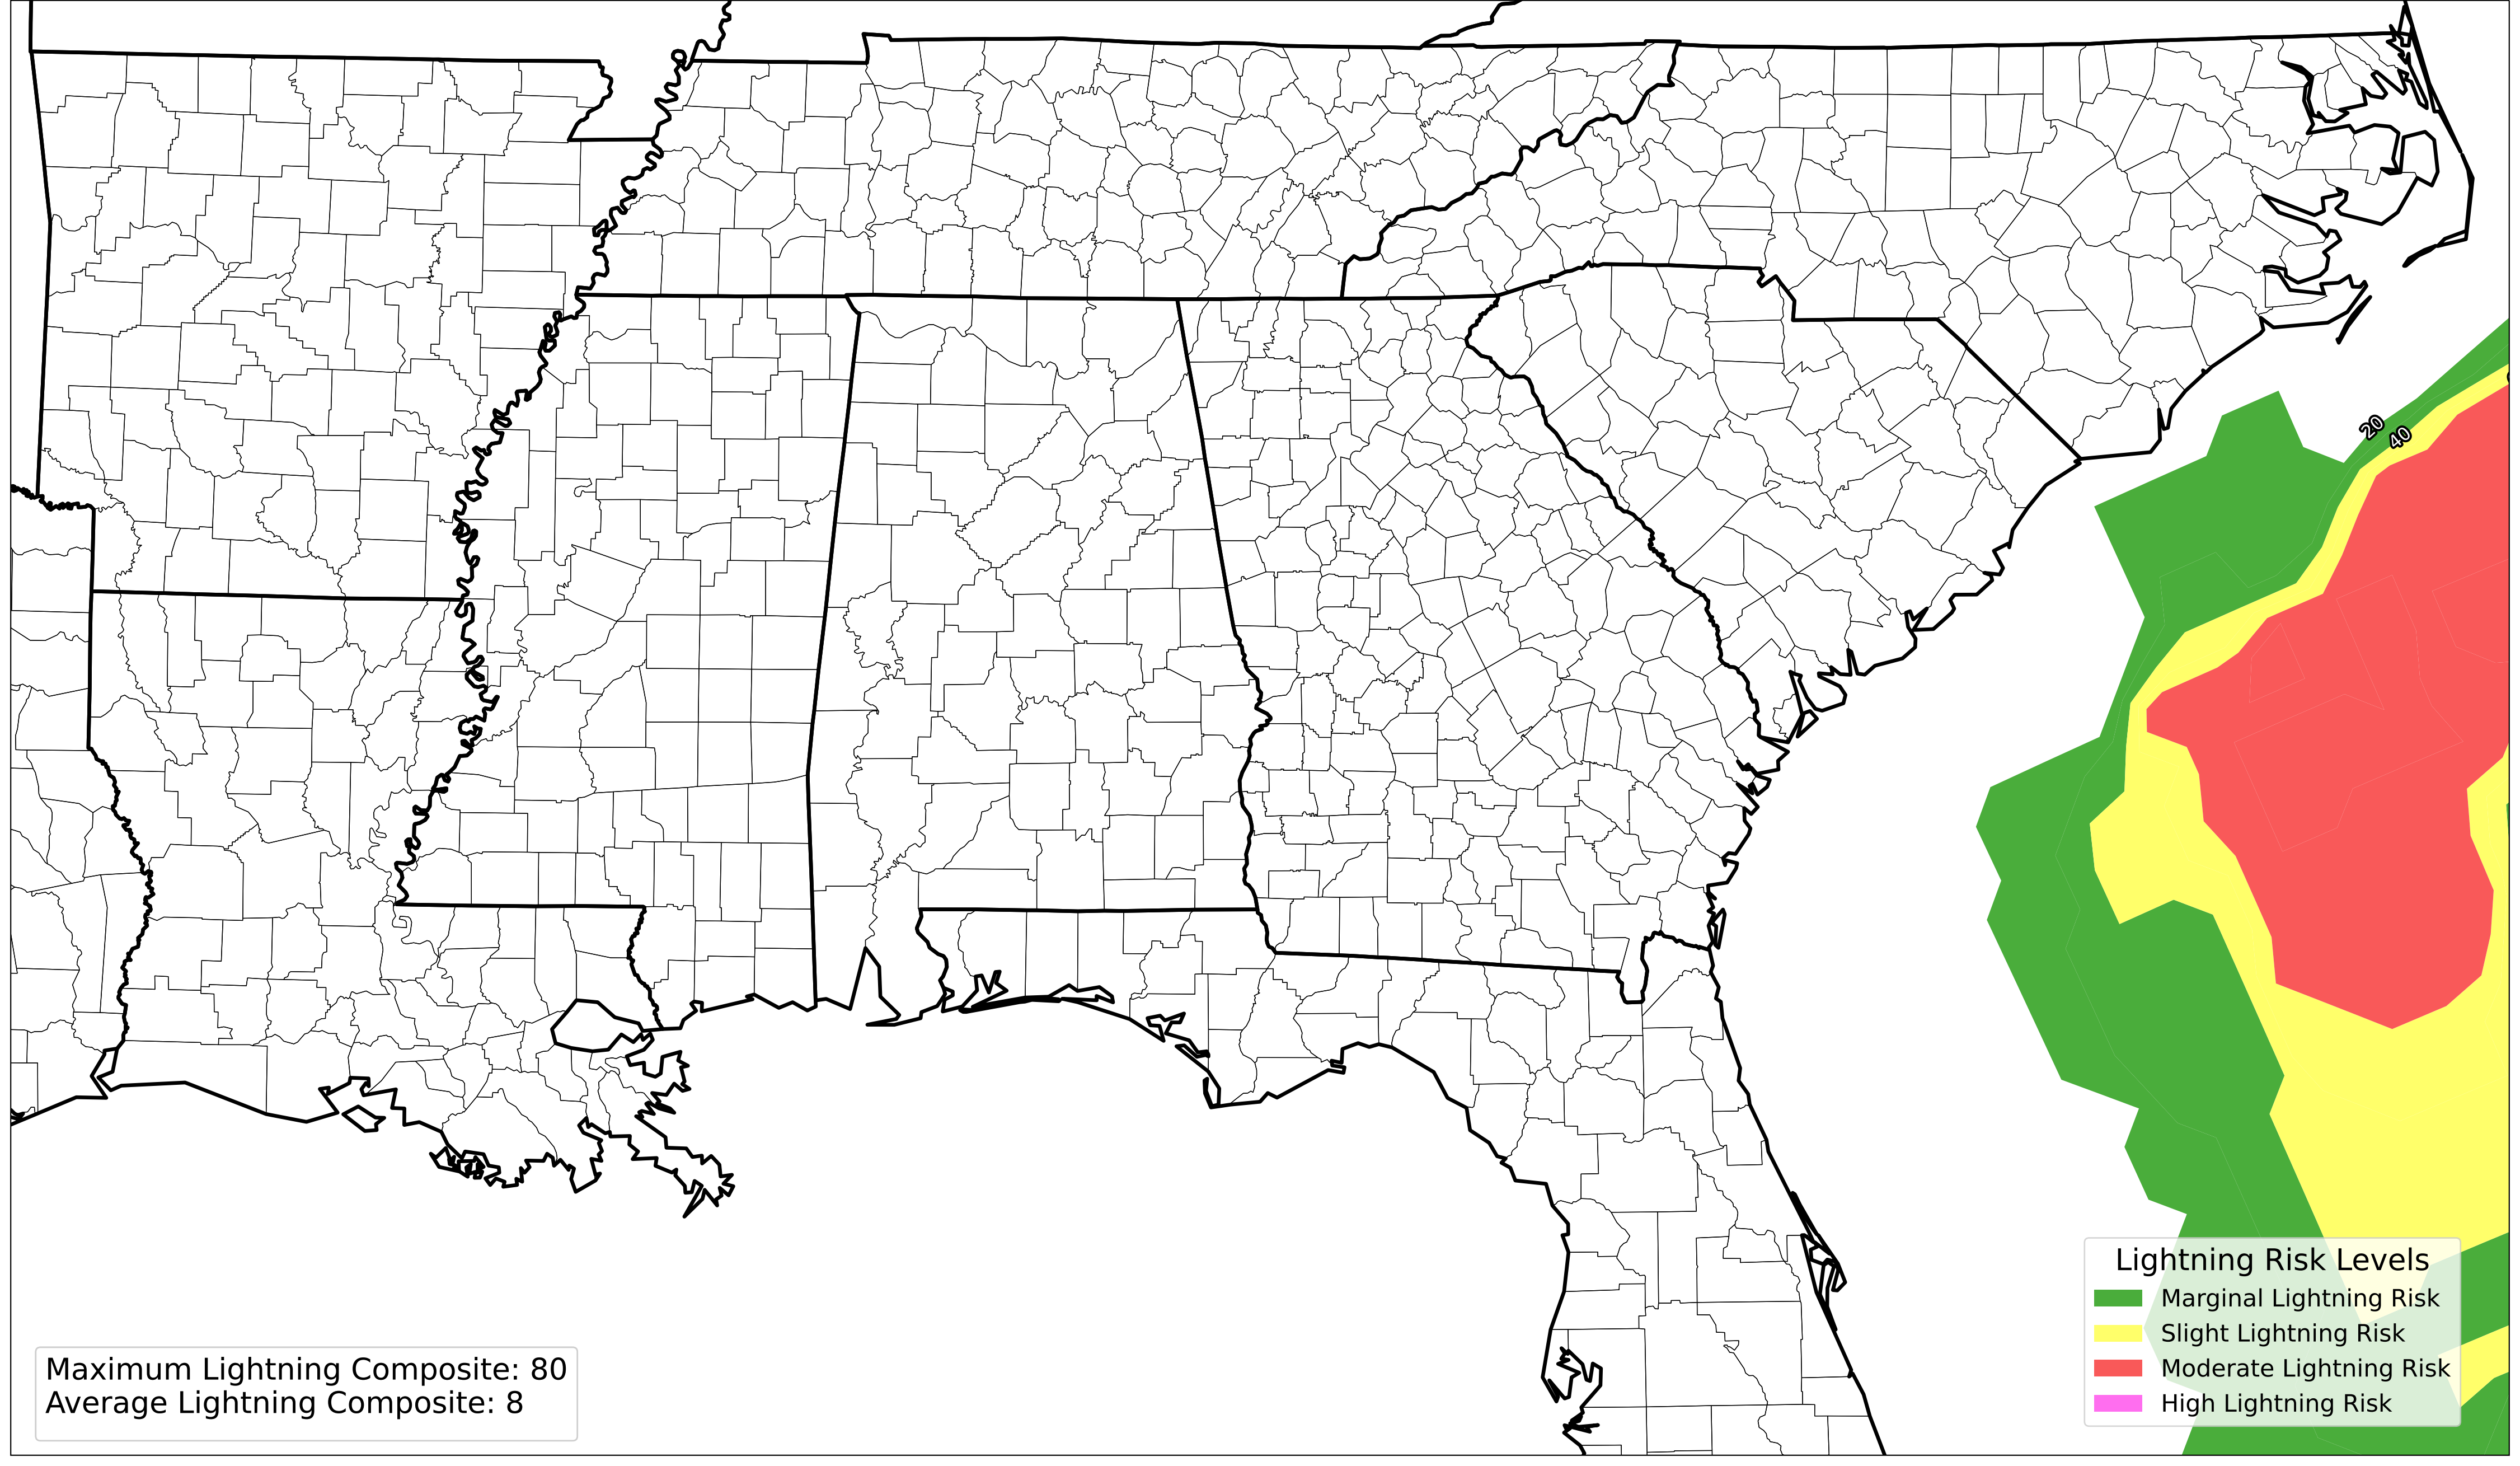 20
40
Lightning Risk Levels
Marginal Lightning Risk
Slight Lightning Risk
Moderate Lightning Risk
High Lightning Risk
Maximum Lightning Composite: 80
Average Lightning Composite: 8